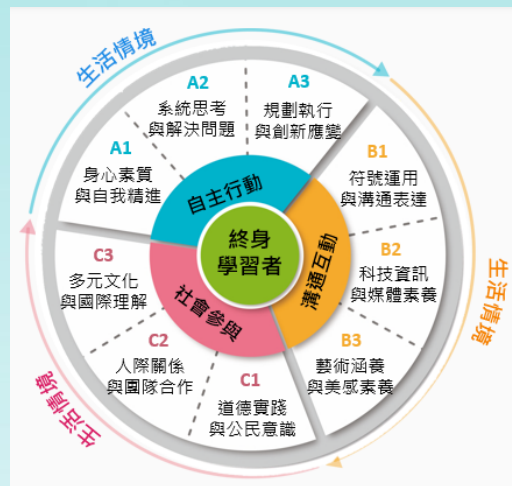 生活情境
A1
身心素質
與自我精進
A2
系統思考
與解決問題
A3
規劃執行
與創新應變
B1
符號運用
與溝通表達
B2
科技資訊
與媒體素養
B3
藝術涵養
與美感素養
C1
道德實踐
與公民意識
C2
人際關係
與團隊合作
C3
多元文化
與國際理解
自主行動
溝通互動
社會參與
終身
學習者
生活情境
生活情境